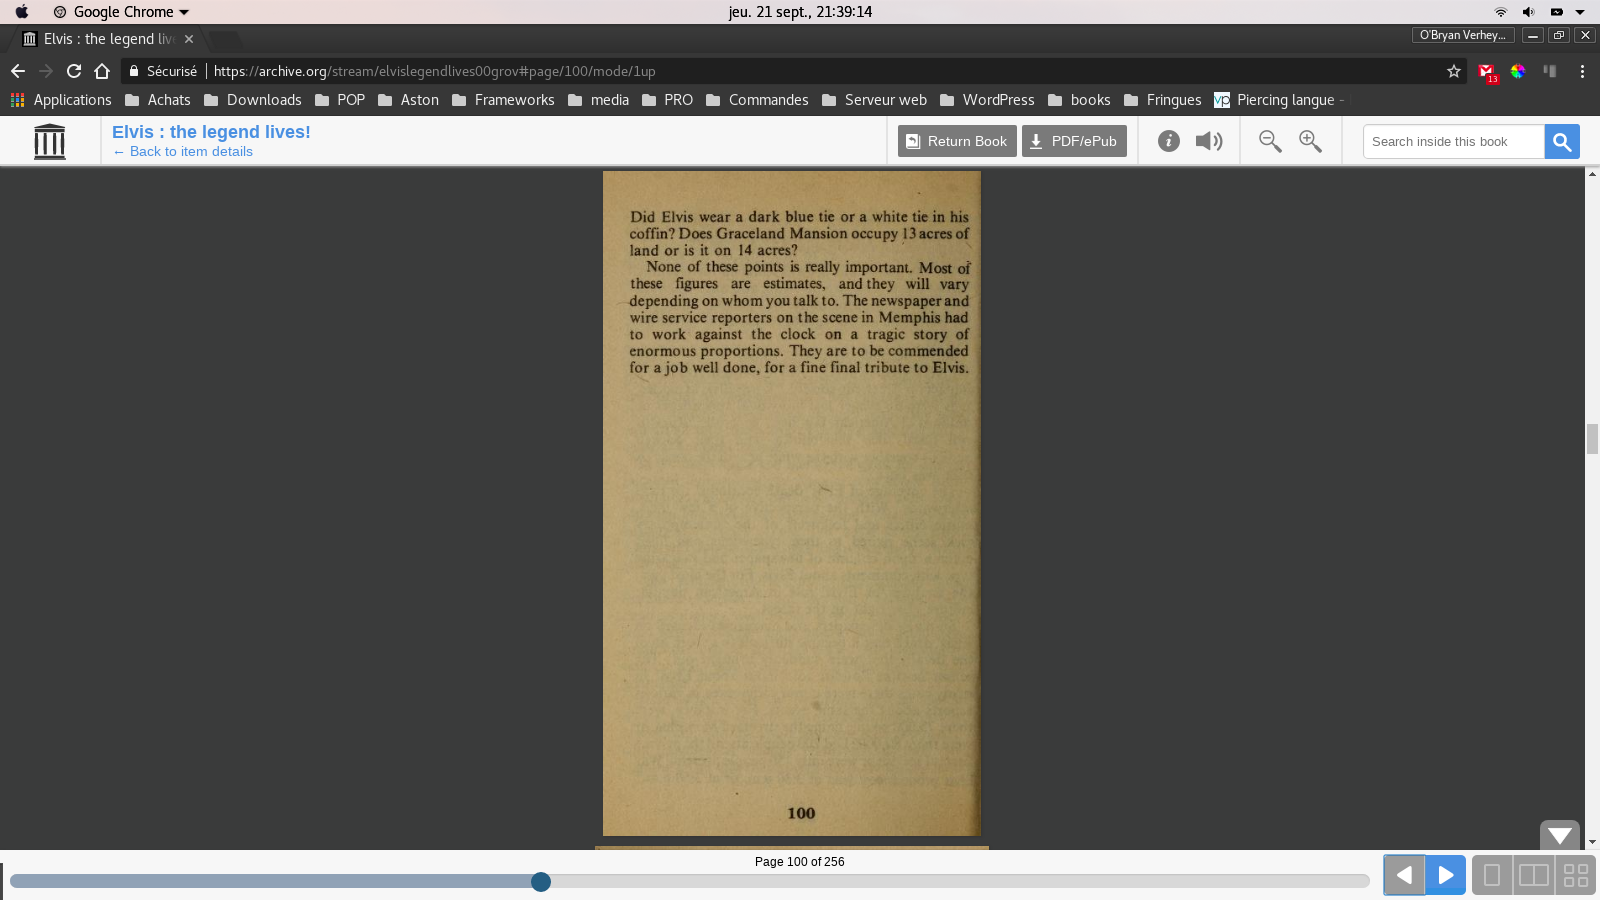 Google Chrome
jeu. 21 sept., 21:39:14
Elvis : the legend liv
O'Bryan Verhey...
Sécurisé
https://archive.org/stream/elvislegendlives00grov#page/100/mode/1up
13
Applications Achats Downloads POP Aston Frameworks media PRO Commandes Serveur web WordPress books Fringues vp Piercing langue -
Elvis : the legend lives!
← Back to item details
Return Book
PDF/ePub
Search inside this book
Did Elvis wear a dark blue tie or a white tie in his
coffin? Does Graceland Mansion occupy 13 acres of
land or is it on 14 acres?
None of these points is really important. Most of
these figures are estimates, and they will vary
depending on whom you talk to. The newspaper and
wire service reporters on the scene in Memphis had
to work against the clock on a tragic story of
enormous proportions. They are to be commended
for a job well done, for a fine final tribute to Elvis.
100
Page 100 of 256